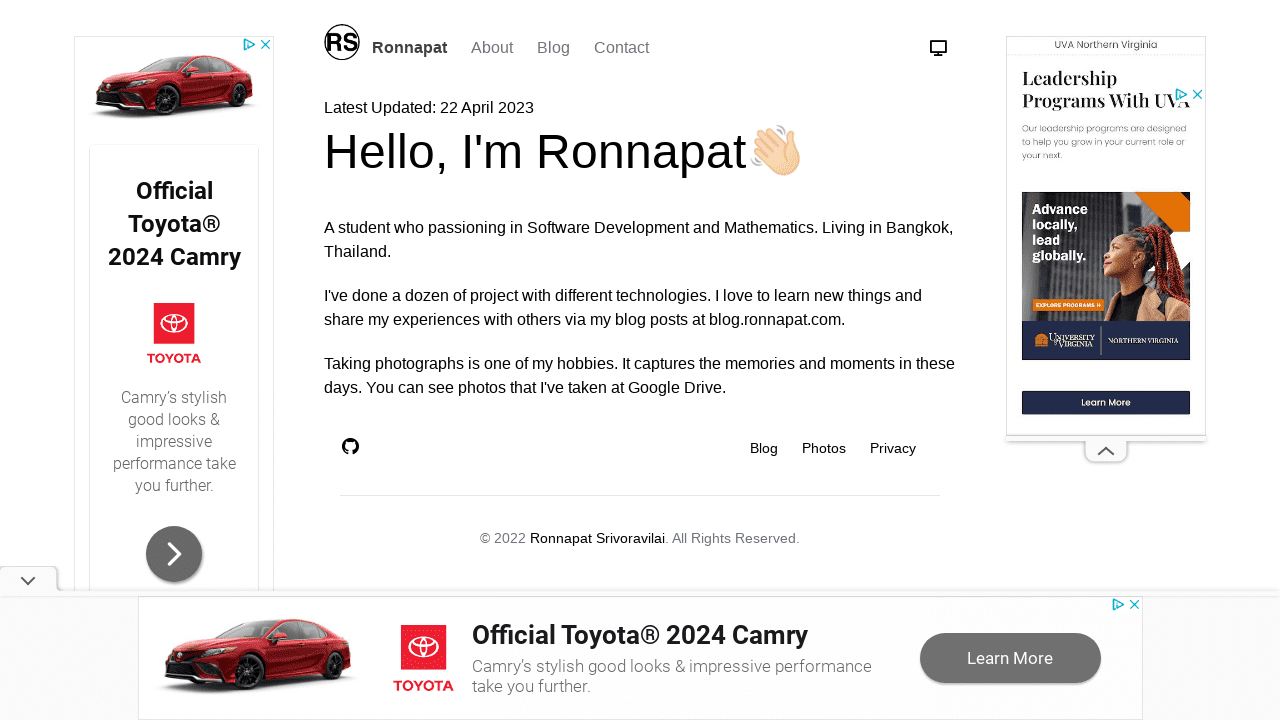 RS
Ronnapat About Blog Contact
Latest Updated: 22 April 2023
Hello, I'm Ronnapat👋🏻
A student who passioning in Software Development and Mathematics. Living in Bangkok,
Thailand.
I've done a dozen of project with different technologies. I love to learn new things and
share my experiences with others via my blog posts at blog.ronnapat.com.
Taking photographs is one of my hobbies. It captures the memories and moments in these
days. You can see photos that I've taken at Google Drive.
Blog Photos Privacy
© 2022 Ronnapat Srivoravilai. All Rights Reserved.
Official
Toyota®
2024 Camry
TOYOTA
Camry's stylish
good looks &
impressive
performance take
you further.
UVA Northern Virginia
Leadership
Programs With UVA
Our leadership programs are designed
to help you grow in your current role or
your next.
Advance
locally,
lead
globally.
EXPLORE PROGRAMS
UNIVERSITY of VIRGINIA NORTHERN VIRGINIA
Learn More
TOYOTA
Official Toyota® 2024 Camry
Camry's stylish good looks & impressive performance
take you further.
Learn More